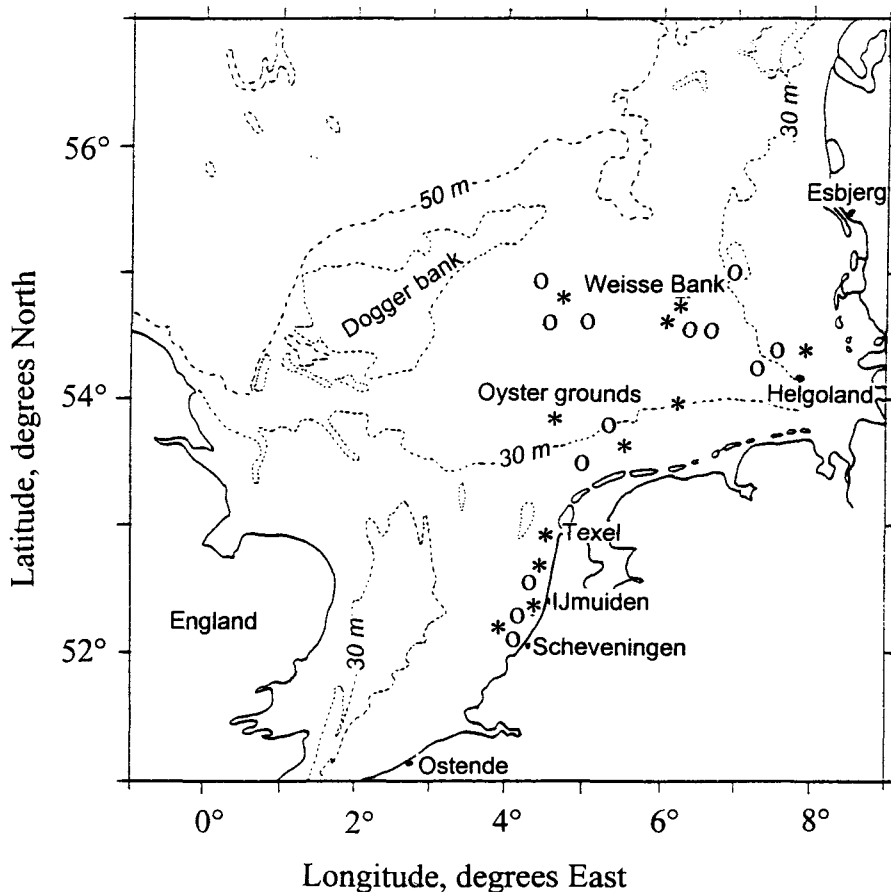 30 m
56°
50 m
Esbjerg
Dogger bank
Weisse Bank
Latitude, degrees North
54°
Oyster grounds
Helgoland
30 m
Texel
England
IJmuiden
52°
30 m
Scheveningen
Ostende
0°
2°
4°
6°
8°
Longitude, degrees East